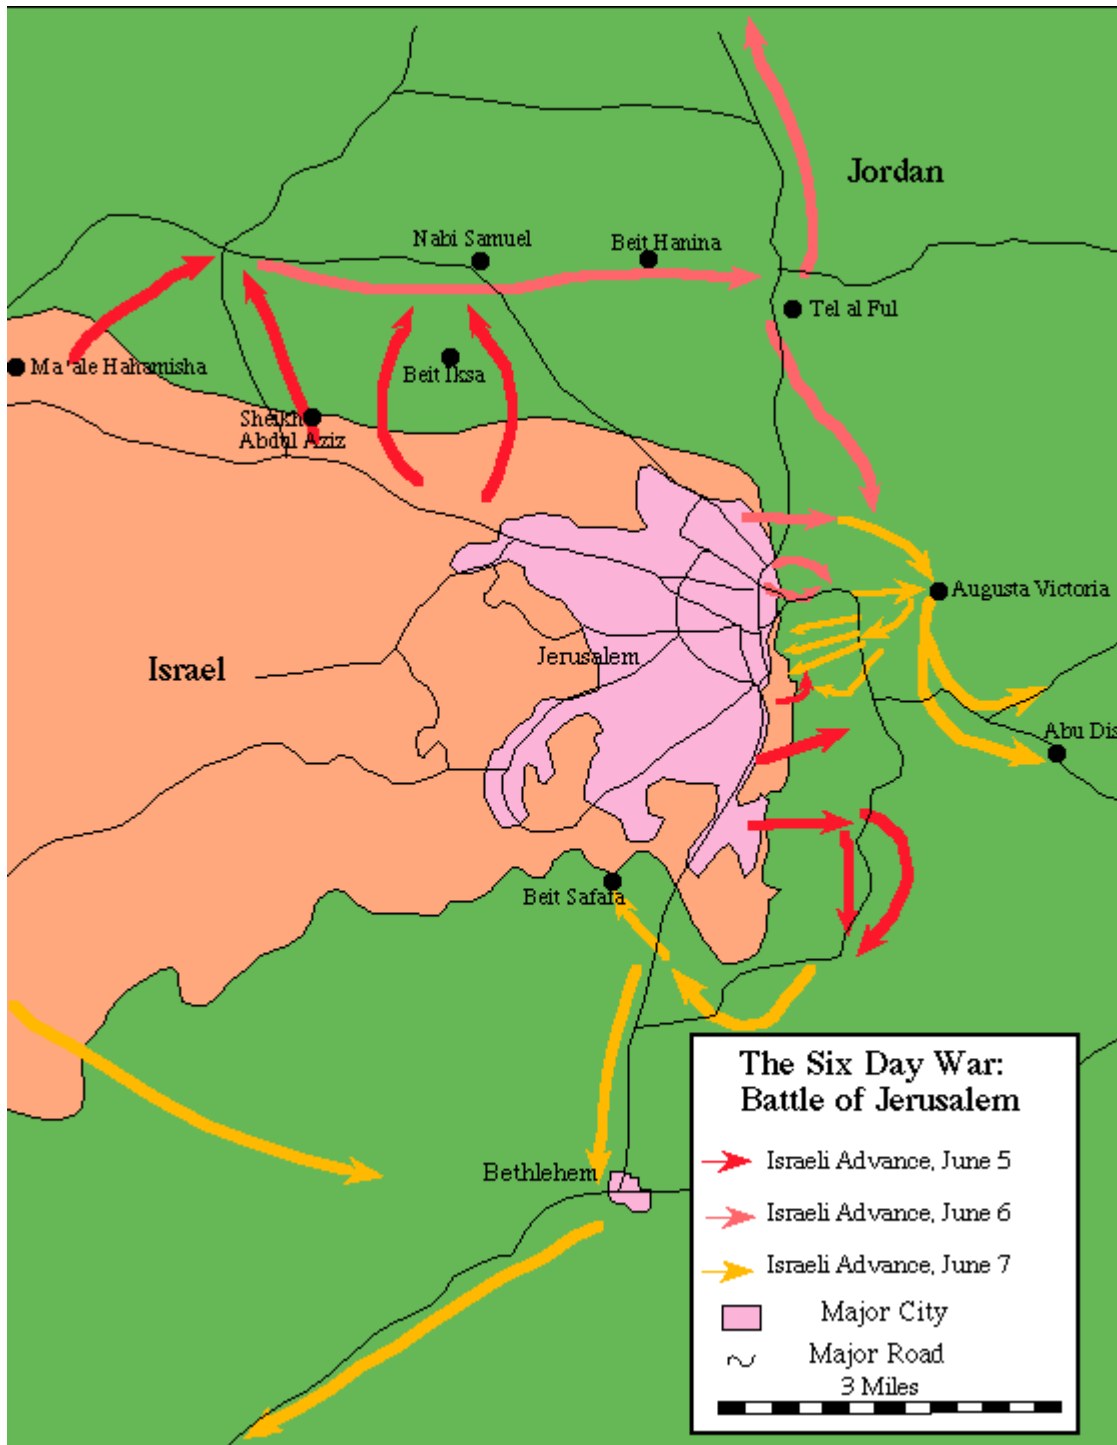 Jordan
Nabi Samuel
Beit Hanina
Tel al Ful
Ma'ale Hahamisha
Beit Iksa
Sheikh
Abdul Aziz
Augusta Victoria
Jerusalem
Israel
Abu Dis
Beit Safafa
Bethlehem
The Six Day War:
Battle of Jerusalem
Israeli Advance, June 5
Israeli Advance, June 6
Israeli Advance, June 7
Major City
Major Road
3 Miles